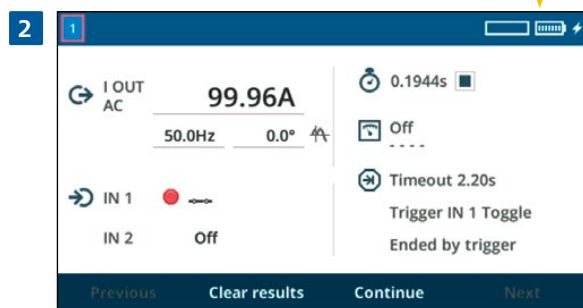 2
1
I OUT
AC
99.96A
50.0Hz 0.0°
IN 1
IN 2 Off
0.1944s
Off
----
Timeout 2.20s
Trigger IN 1 Toggle
Ended by trigger
Previous Clear results Continue Next